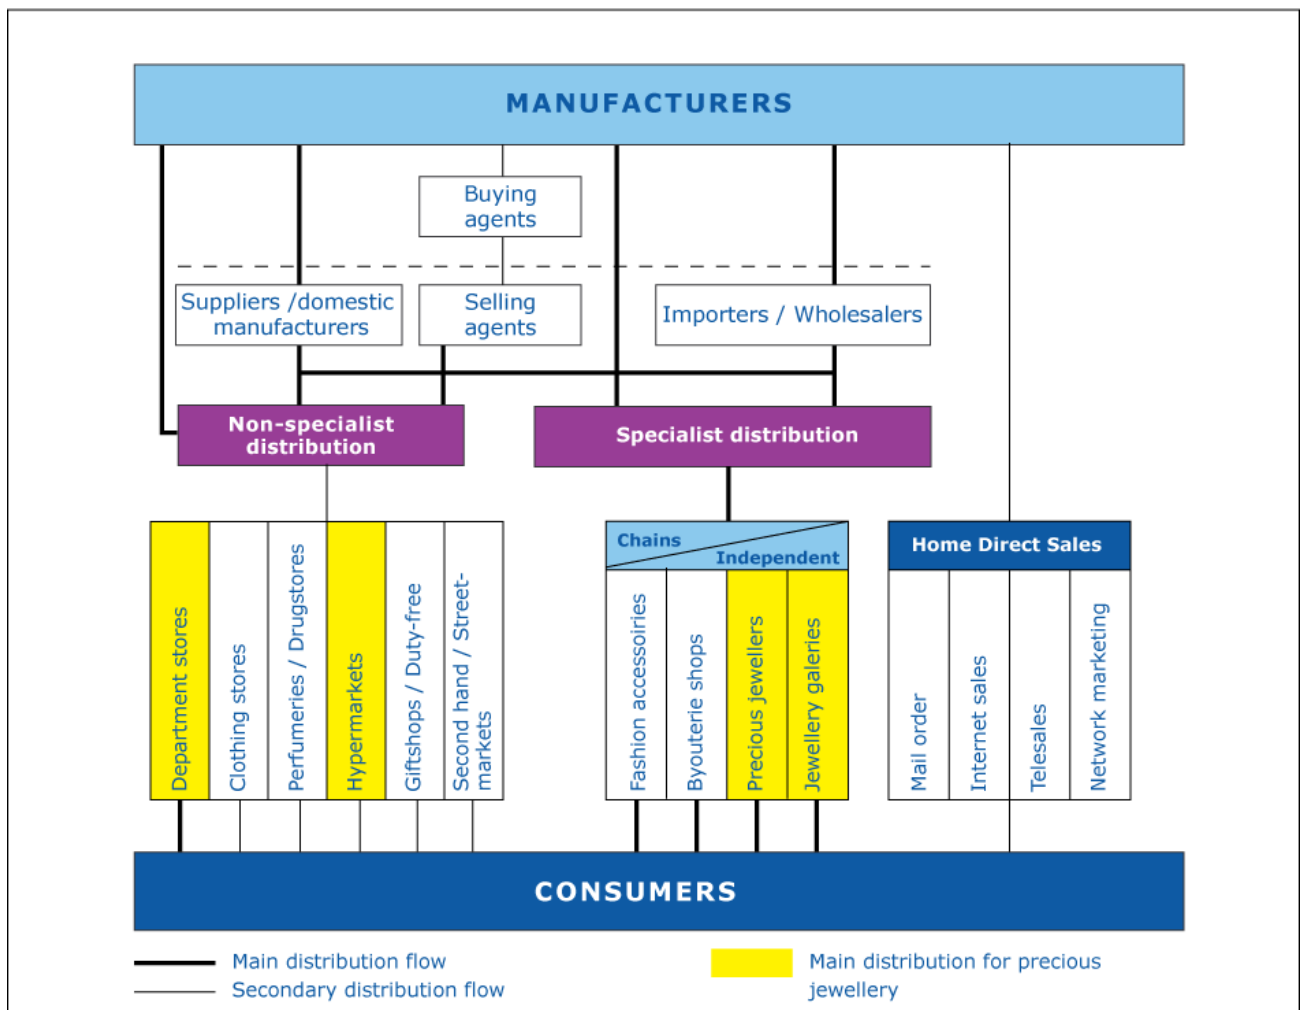 MANUFACTURERS
Buying
agents
Suppliers /domestic
manufacturers
Selling
agents
Importers / Wholesalers
Non-specialist
distribution
Specialist distribution
Chains
Independent
Home Direct Sales
Department stores
Clothing stores
Perfumeries / Drugstores
Hypermarkets
Giftshops / Duty-free
Second hand / Street-
markets
Fashion accessoiries
Byouterie shops
Precious jewellers
Jewellery galeries
Mail order
Internet sales
Telesales
Network marketing
CONSUMERS
Main distribution flow
Secondary distribution flow
Main distribution for precious
jewellery